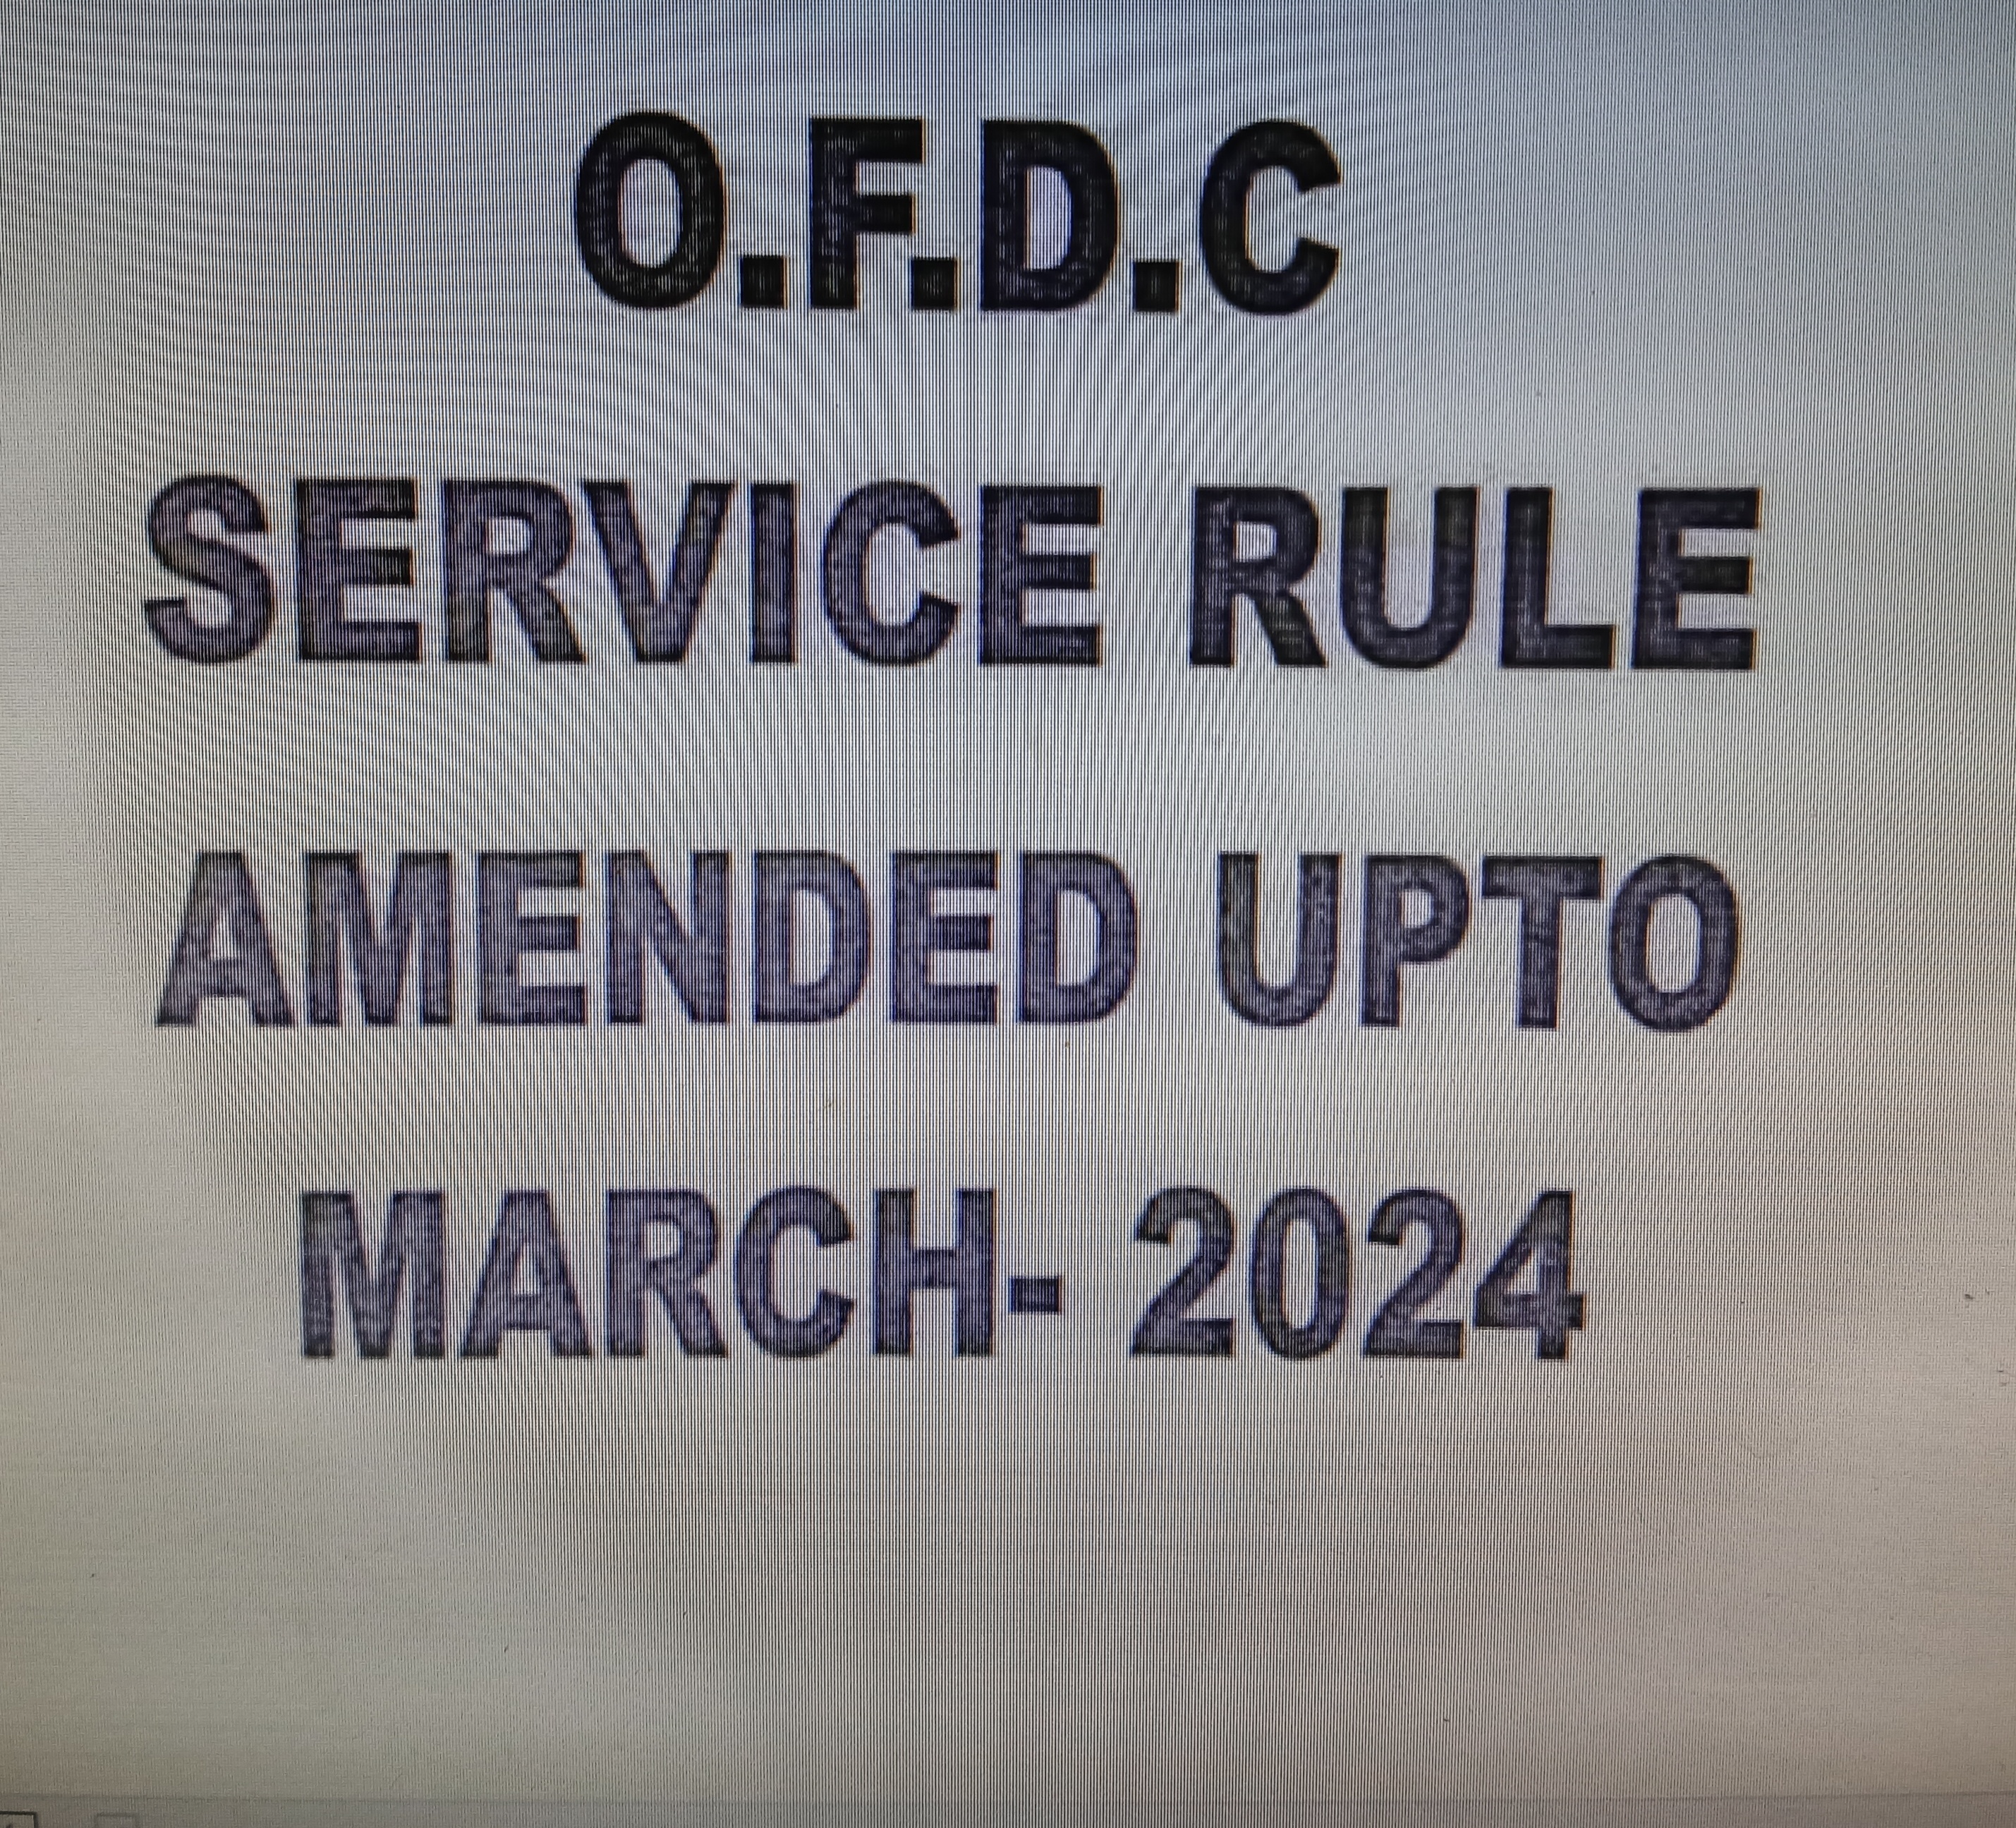 O.F.D.C
SERVICE RULE
AMENDED UPTO
MARCH- 2024